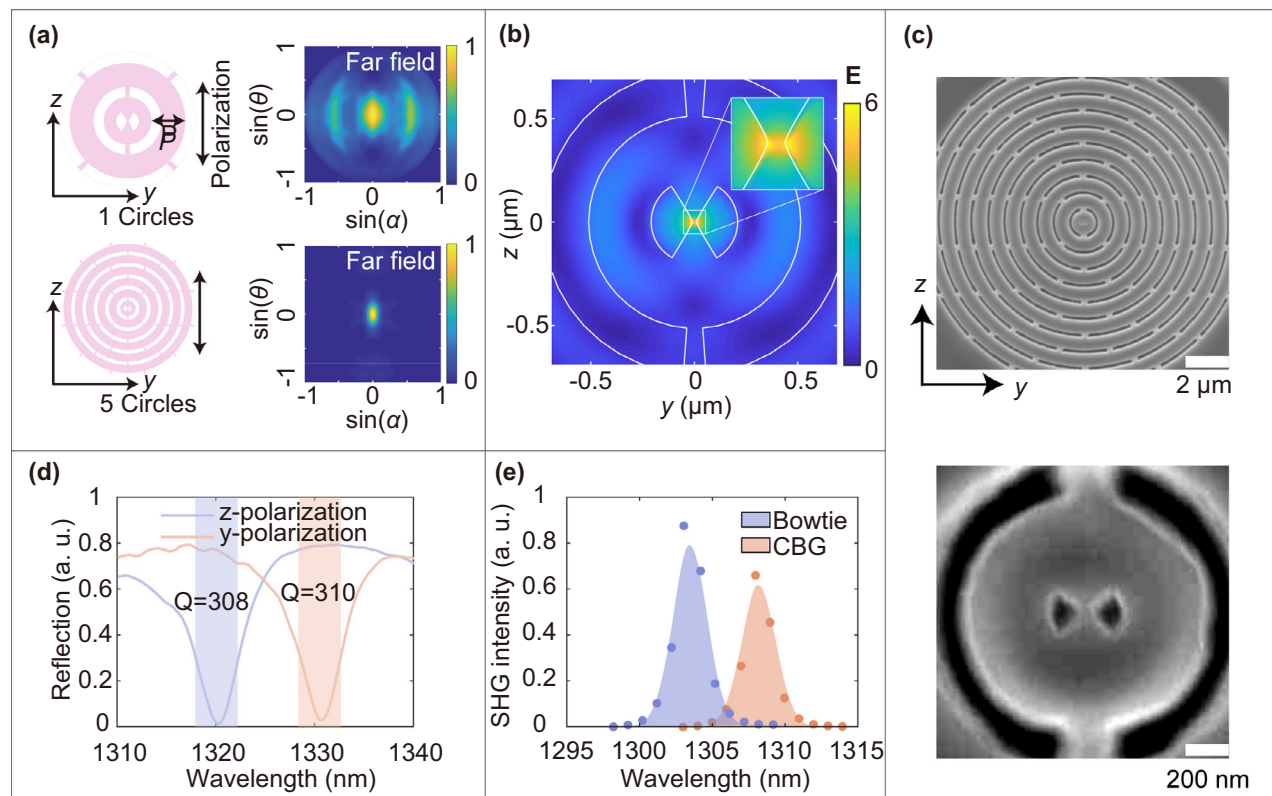 (a)
z
y
1 Circles
P
Polarization
Far field
sin(θ)
1
0
-1
-1
0
1
sin(α)
1
0
z
y
5 Circles
Far field
sin(θ)
1
0
-1
-1
0
1
sin(α)
1
0
(b)
E
6
0
z (µm)
0.5
0
-0.5
-0.5
0
0.5
y (µm)
(c)
z
y
2 µm
200 nm
(d)
Reflection (a. u.)
1
0.8
0.6
0.4
0.2
0
z-polarization
y-polarization
Q=308
Q=310
1310
1320
1330
1340
Wavelength (nm)
(e)
SHG intensity (a. u.)
1
0.8
0.6
0.4
0.2
0
Bowtie
CBG
1295
1300
1305
1310
1315
Wavelength (nm)